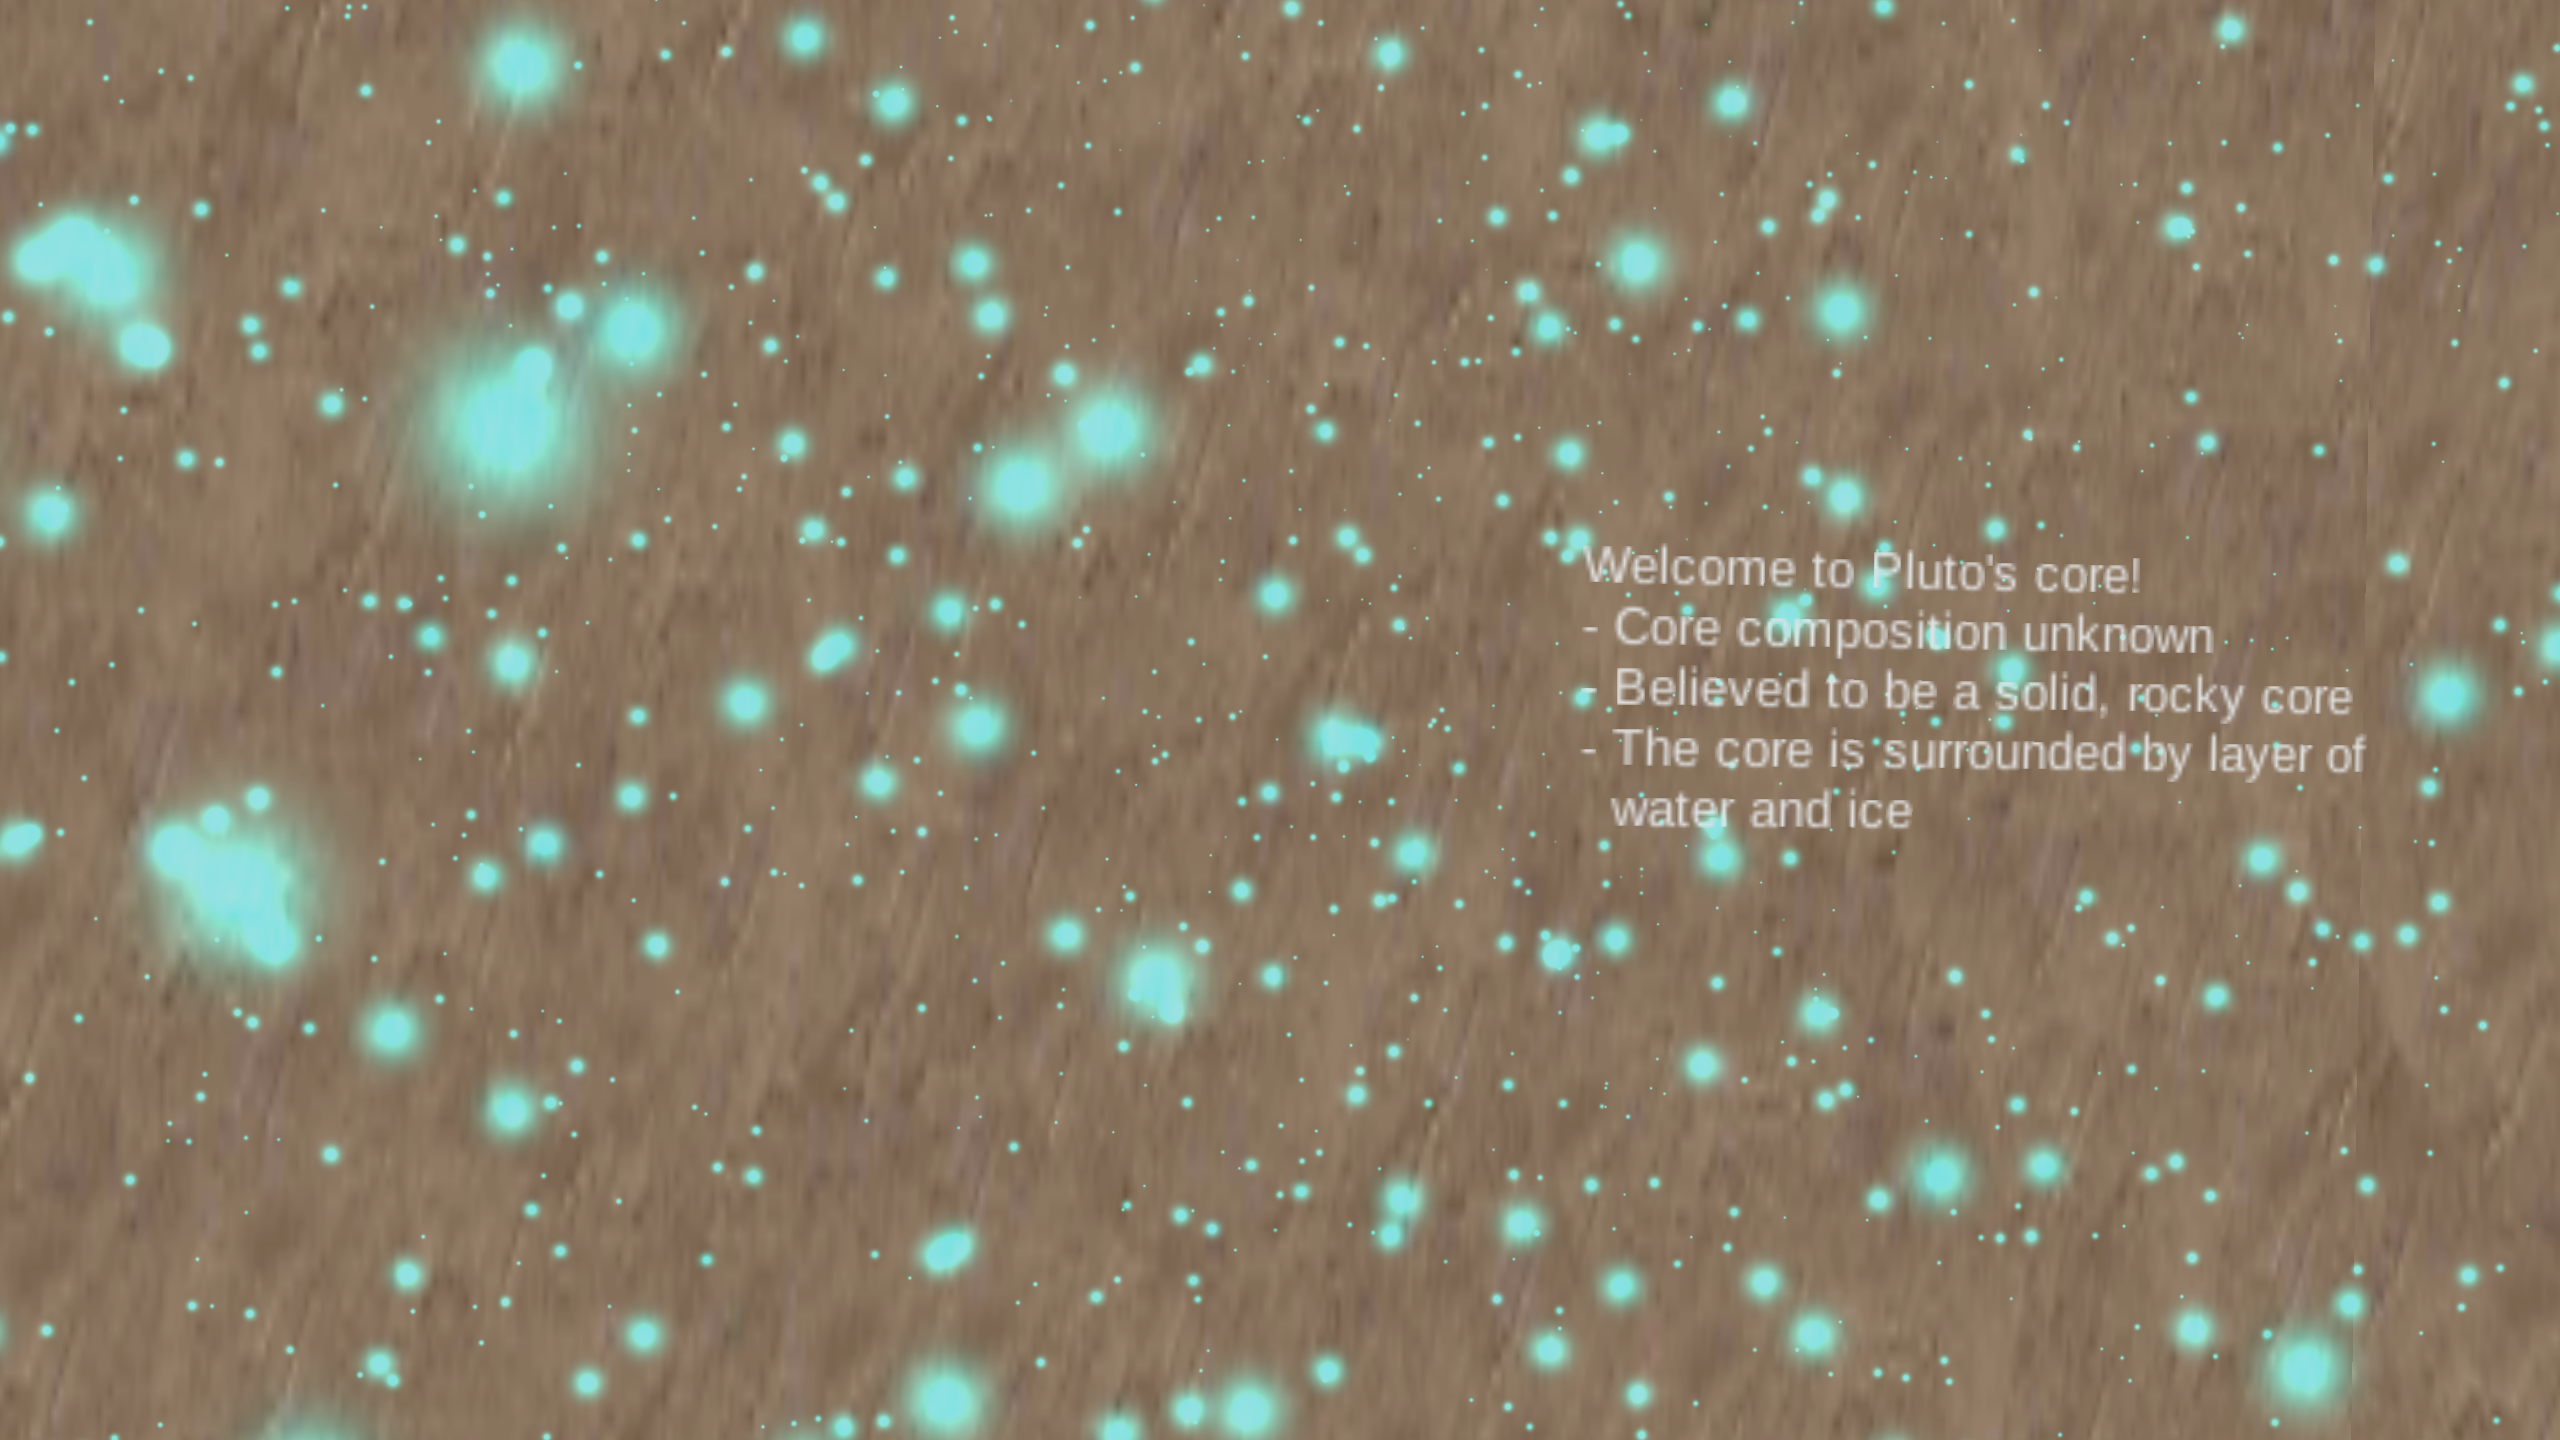 Welcome to Pluto's core!
- Core composition unknown
- Believed to be a solid, rocky core
- The core is surrounded by layer of
water and ice